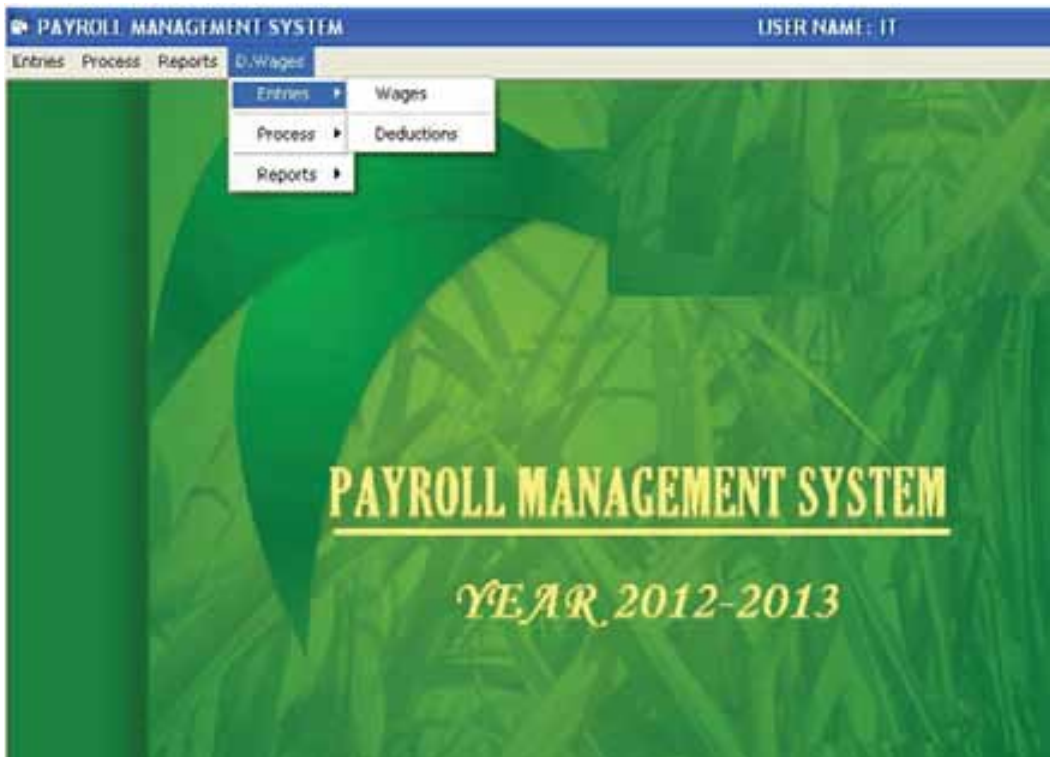 PAYROLL MANAGEMENT SYSTEM USER NAME: IT
Entries Process Reports D.Wages
Entries Wages
Process Deductions
Reports
PAYROLL MANAGEMENT SYSTEM
YEAR 2012-2013